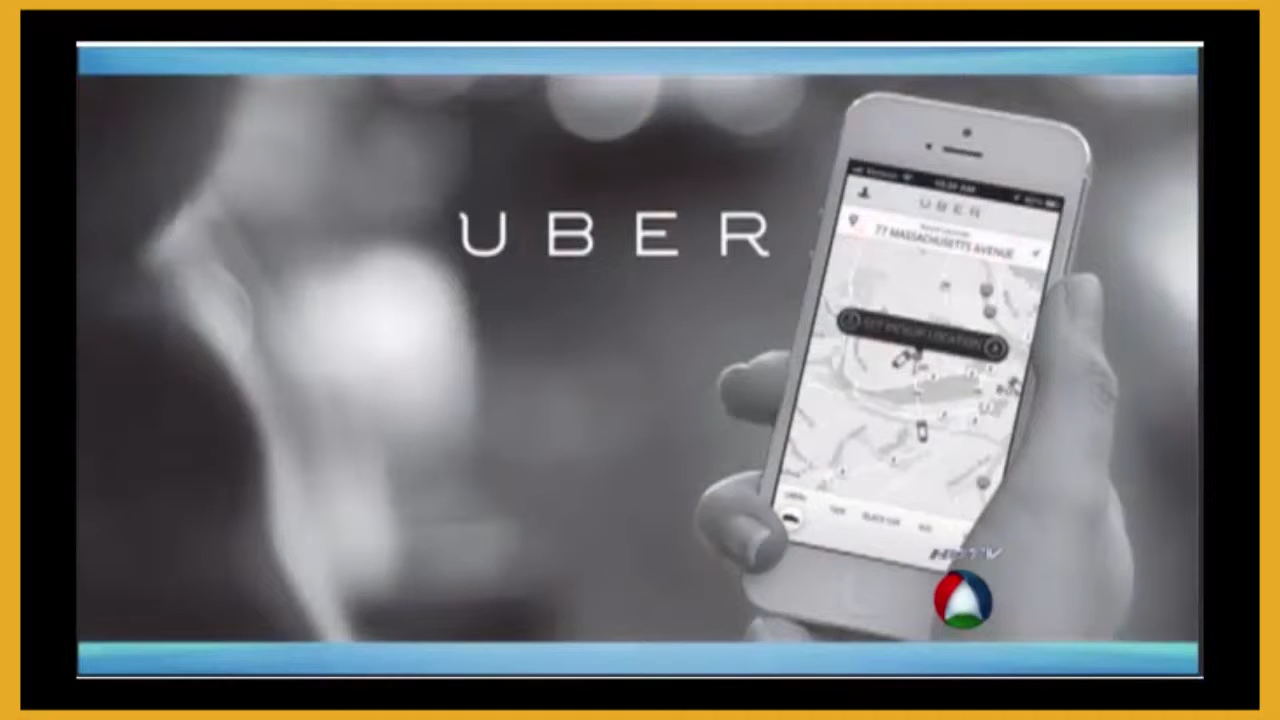 UBER
UBER
77 MASSACHUSETTS AVENUE
SET PICKUP LOCATION
BLACK CAR
HDTV